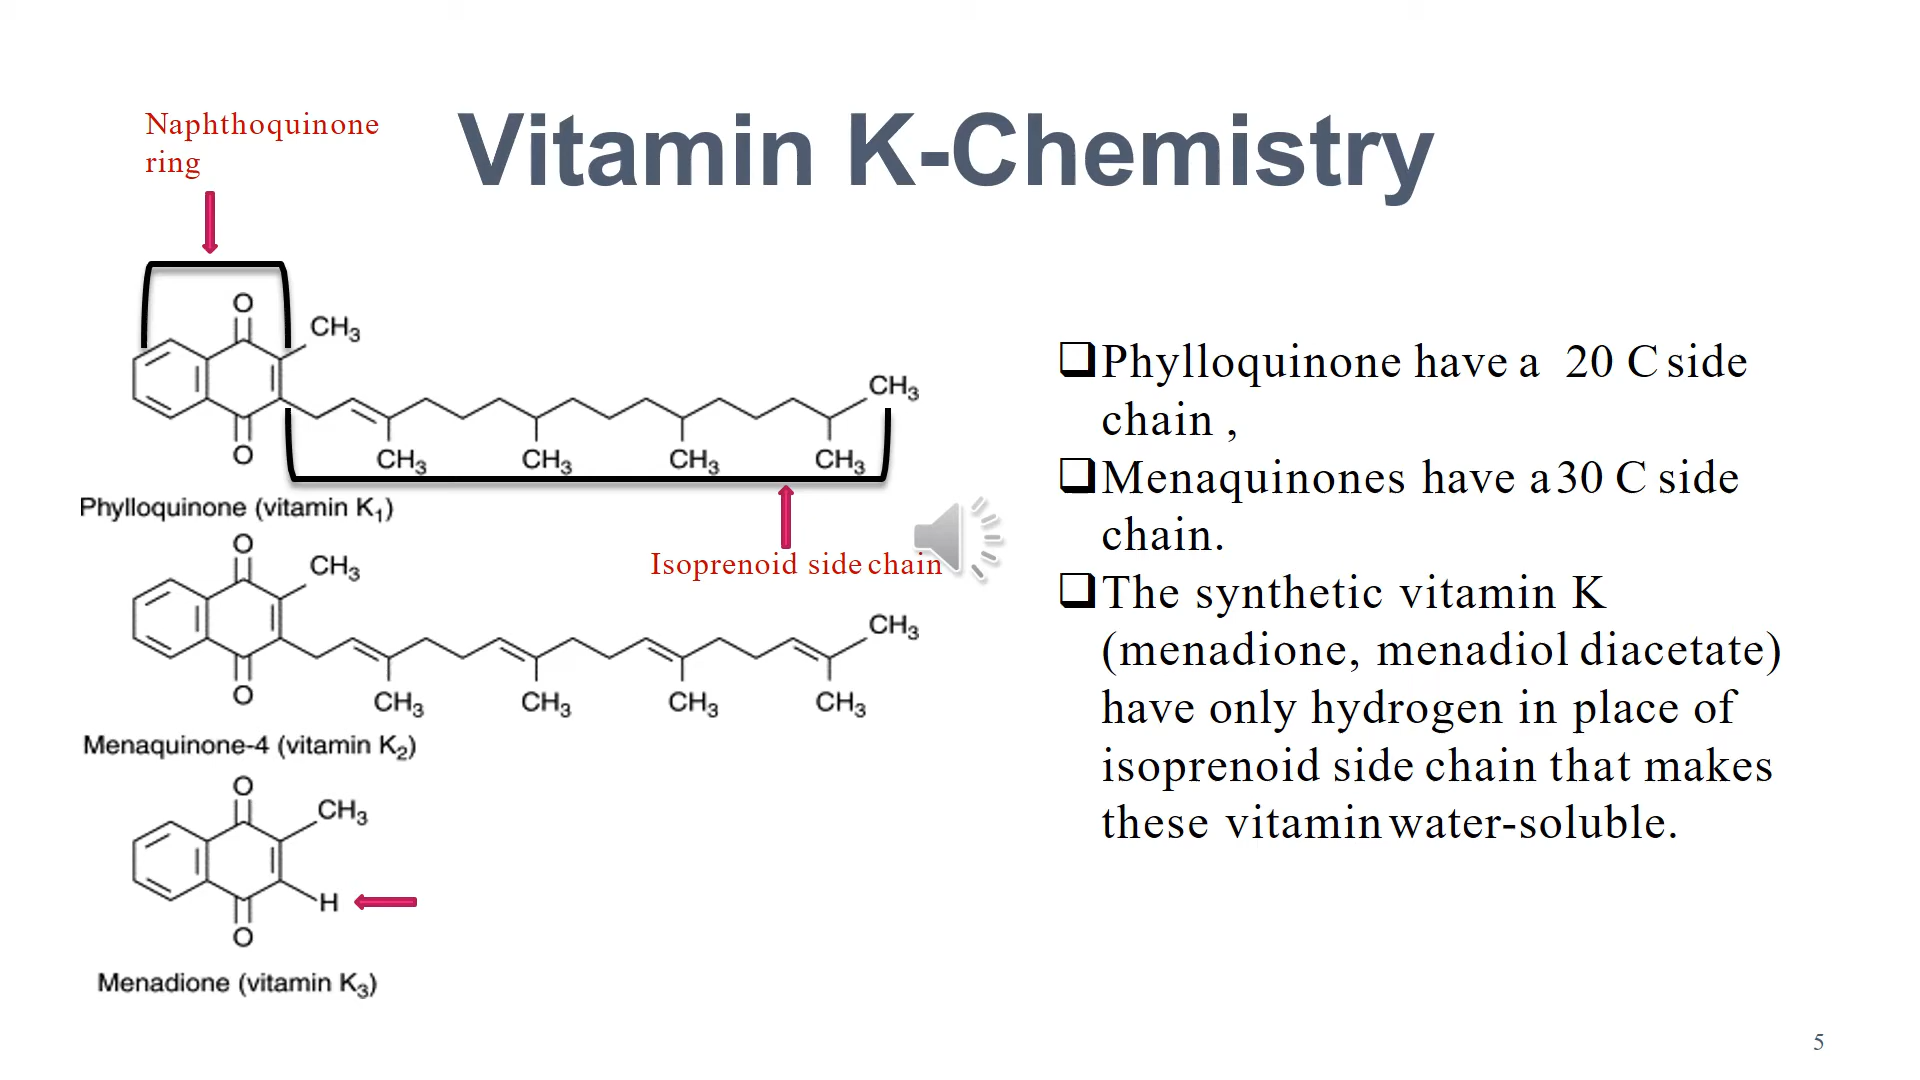 Naphthoquinone
ring
Vitamin K-Chemistry
O
CH₃
CH₃
O
CH₃
CH₃
CH₃
CH₃
Phylloquinone (vitamin K₁)
Isoprenoid side chain
O
CH₃
CH₃
O
CH₃
CH₃
CH₃
CH₃
Menaquinone-4 (vitamin K₂)
O
CH₃
H
O
Menadione (vitamin K₃)
❑Phylloquinone have a 20 C side
chain ,
❑Menaquinones have a 30 C side
chain.
❑The synthetic vitamin K
(menadione, menadiol diacetate)
have only hydrogen in place of
isoprenoid side chain that makes
these vitamin water-soluble.
5